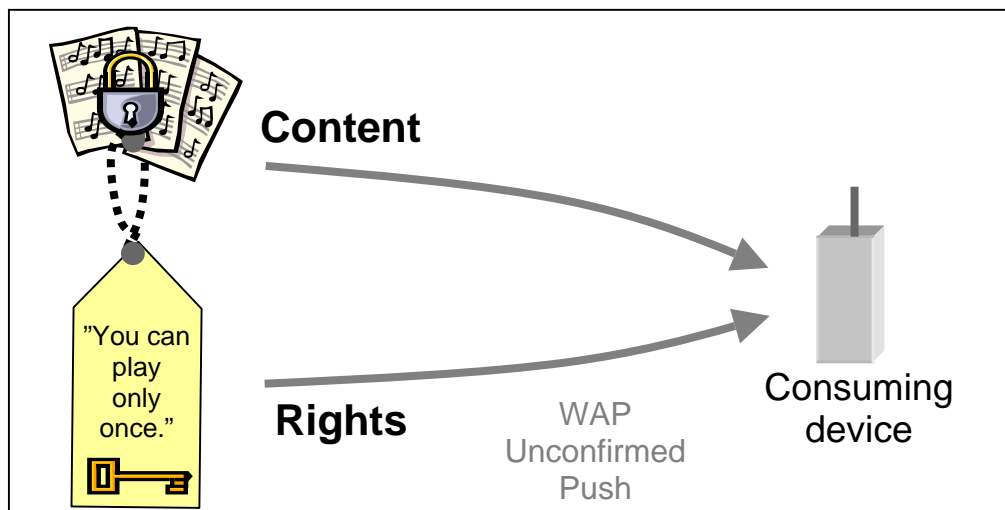 Content
”You can
play
only
once.”
Rights
WAP
Unconfirmed
Push
Consuming
device